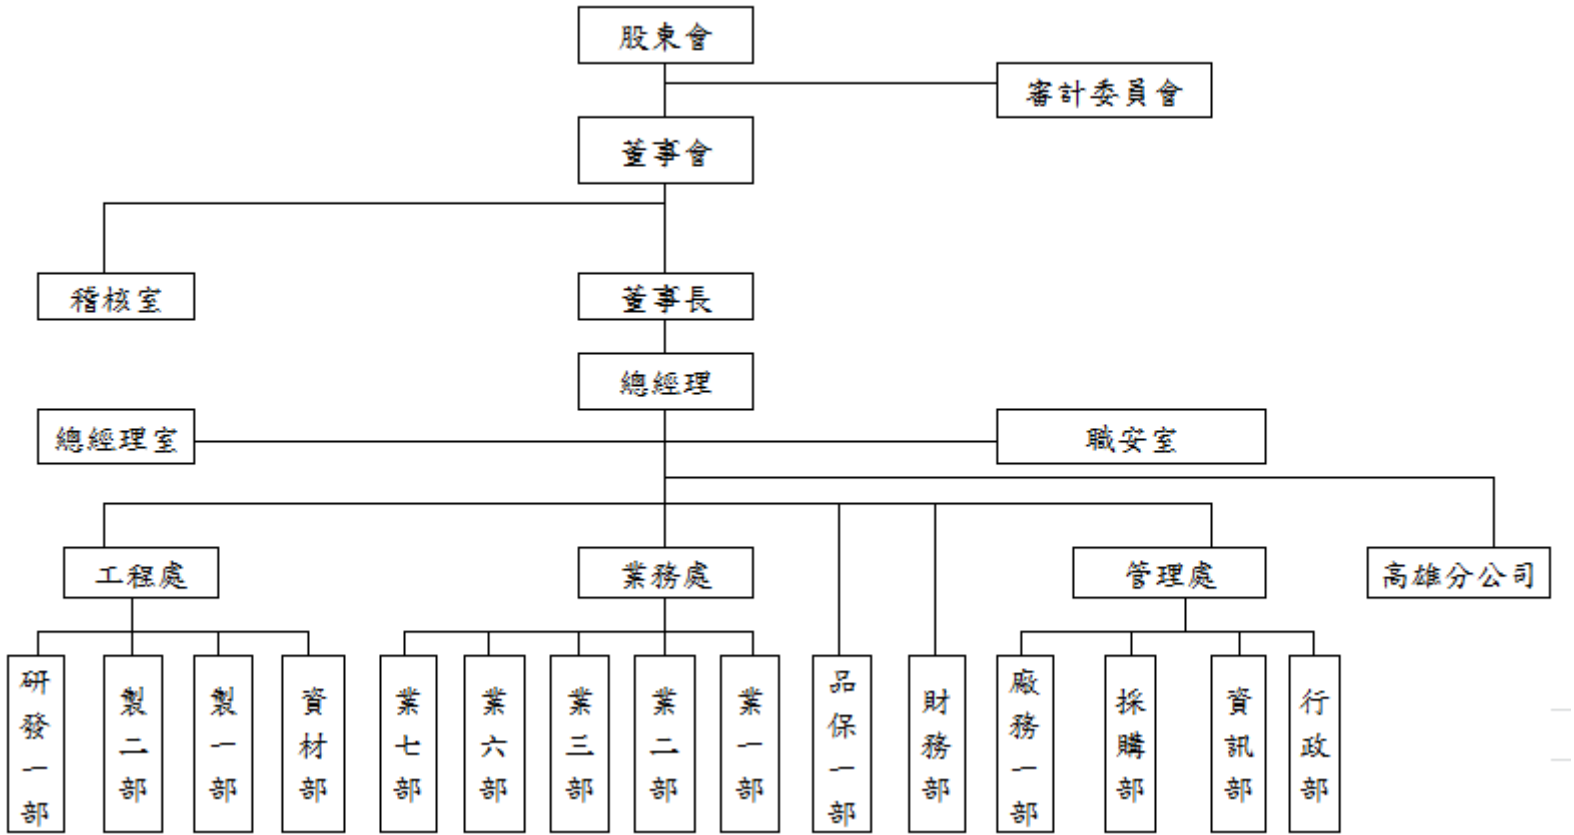 股東會
審計委員會
董事會
稽核室
董事長
總經理
總經理室
職安室
工程處
業務處
管理處
高雄分公司
研發一部
製二部
製一部
資材部
業七部
業六部
業三部
業二部
業一部
品保一部
財務部
廠務一部
採購部
資訊部
行政部